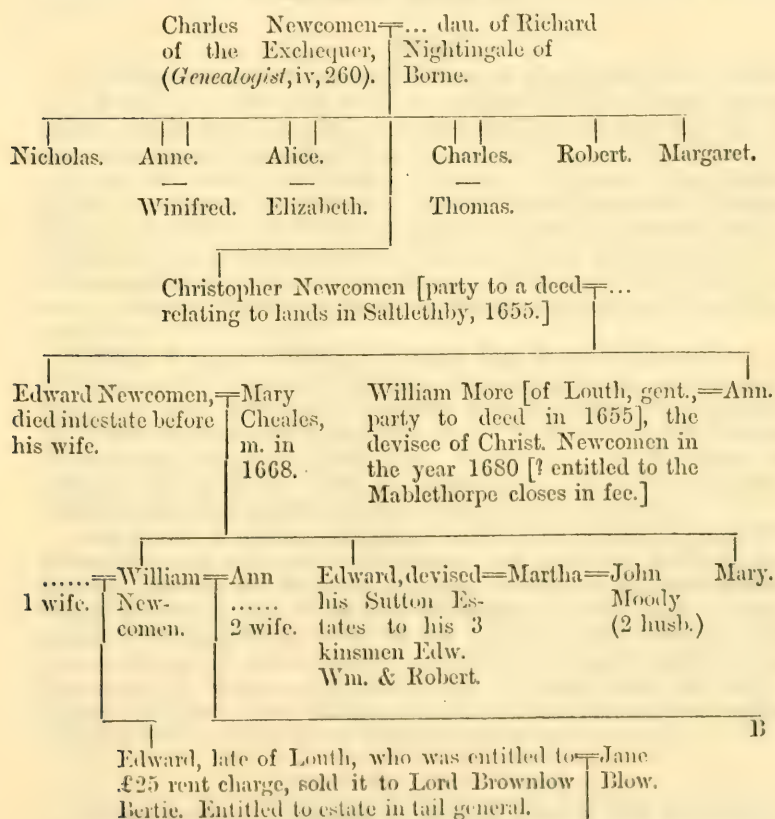 Charles Newcomen=... dau. of Richard
of the Exchequer, Nightingale of
(Genealogist, iv, 260). Borne.
Nicholas. Anne. Alice. Charles. Robert. Margaret.
Winifred. Elizabeth. Thomas.
Christopher Newcomen [party to a deed=...
relating to lands in Saltlethby, 1655.]
Edward Newcomen,=Mary
died intestate before Cheales,
his wife. m. in
1668.
William More [of Louth, gent.,=Ann.
party to deed in 1655], the
devisee of Christ. Newcomen in
the year 1680 [? entitled to the
Mablethorpe closes in fee.]
......=William=Ann
1 wife. New- ......
comen. 2 wife.
Edward, devised=Martha=John Mary.
his Sutton Es- Moody
tates to his 3 (2 husb.)
kinsmen Edw.
Wm. & Robert.
B
Edward, late of Louth, who was entitled to=Jane
£25 rent charge, sold it to Lord Brownlow Blow.
Bertie. Entitled to estate in tail general.